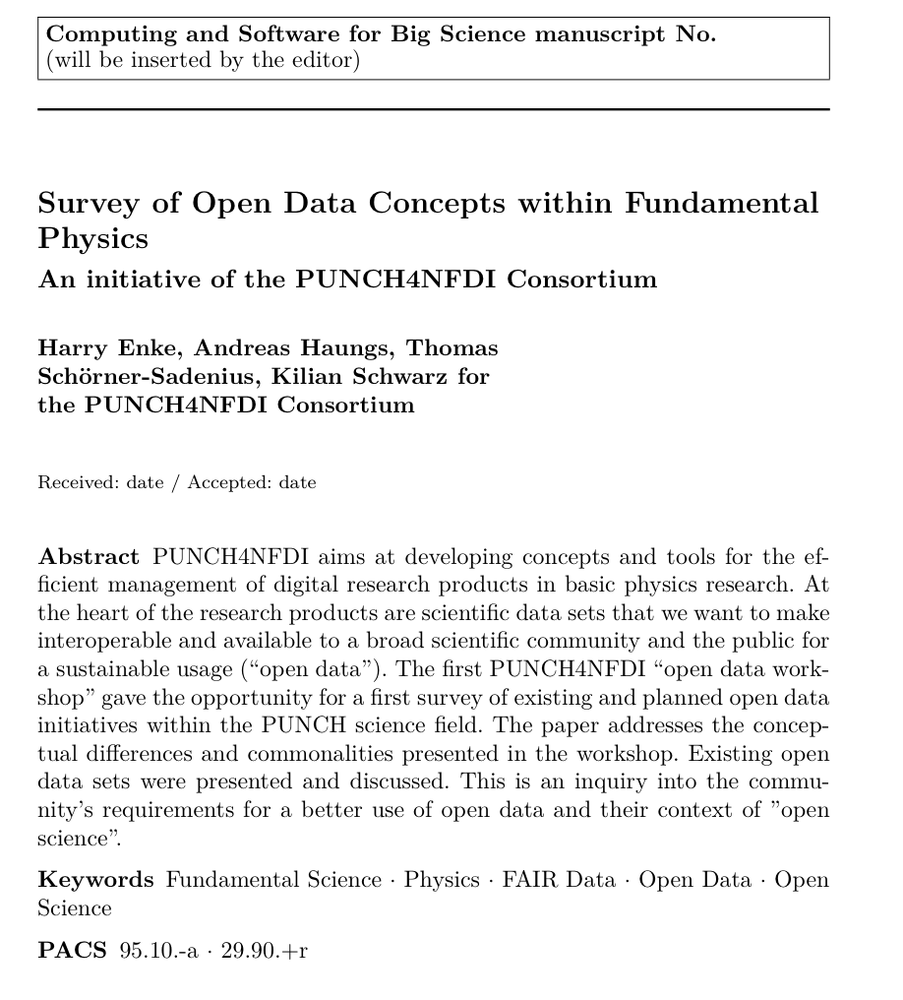 Computing and Software for Big Science manuscript No.
(will be inserted by the editor)
Survey of Open Data Concepts within Fundamental
Physics
An initiative of the PUNCH4NFDI Consortium
Harry Enke, Andreas Haungs, Thomas
Schörner-Sadenius, Kilian Schwarz for
the PUNCH4NFDI Consortium
Received: date / Accepted: date
Abstract PUNCH4NFDI aims at developing concepts and tools for the ef-
ficient management of digital research products in basic physics research. At
the heart of the research products are scientific data sets that we want to make
interoperable and available to a broad scientific community and the public for
a sustainable usage (“open data”). The first PUNCH4NFDI “open data work-
shop” gave the opportunity for a first survey of existing and planned open data
initiatives within the PUNCH science field. The paper addresses the concep-
tual differences and commonalities presented in the workshop. Existing open
data sets were presented and discussed. This is an inquiry into the commu-
nity’s requirements for a better use of open data and their context of ”open
science”.
Keywords Fundamental Science · Physics · FAIR Data · Open Data · Open
Science
PACS 95.10.-a · 29.90.+r